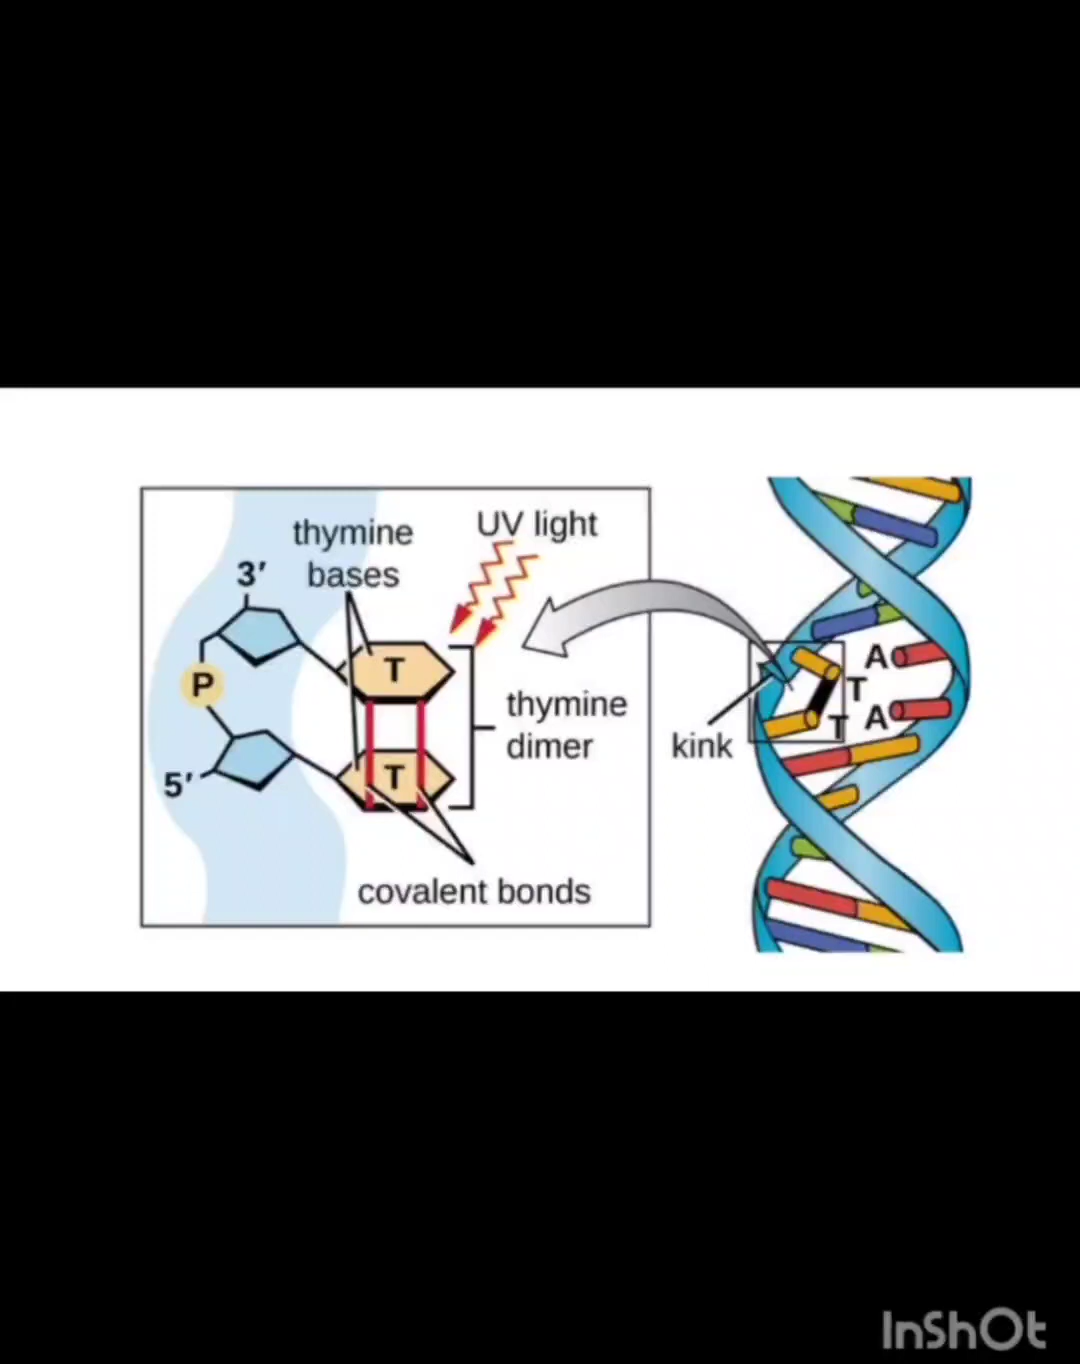 thymine
bases
UV light
3′
T
P
thymine
dimer
5′
T
covalent bonds
kink
A
T
A
T
InShOt